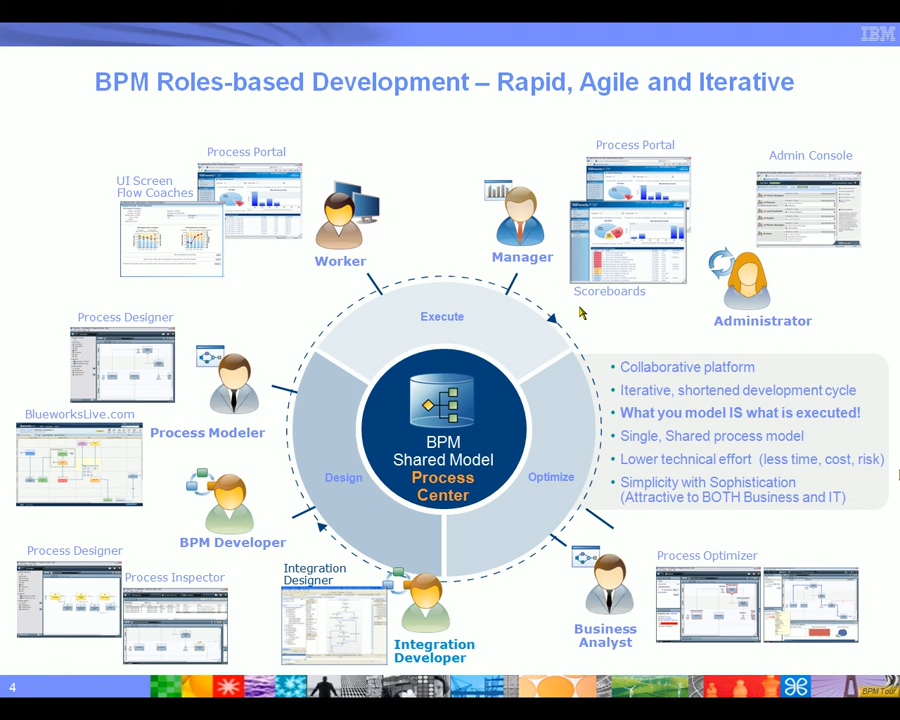 IBM
BPM Roles-based Development – Rapid, Agile and Iterative
Process Portal
UI Screen
Flow Coaches
Worker
Manager
Process Portal
Scoreboards
Admin Console
Administrator
Process Designer
BlueworksLive.com
Process Modeler
BPM Developer
Process Designer
Process Inspector
Integration
Designer
Integration
Developer
Execute
Design
Optimize
BPM
Shared Model
Process
Center
• Collaborative platform
• Iterative, shortened development cycle
• What you model IS what is executed!
• Single, Shared process model
• Lower technical effort (less time, cost, risk)
• Simplicity with Sophistication
(Attractive to BOTH Business and IT)
Business
Analyst
Process Optimizer
4
BPM Tour